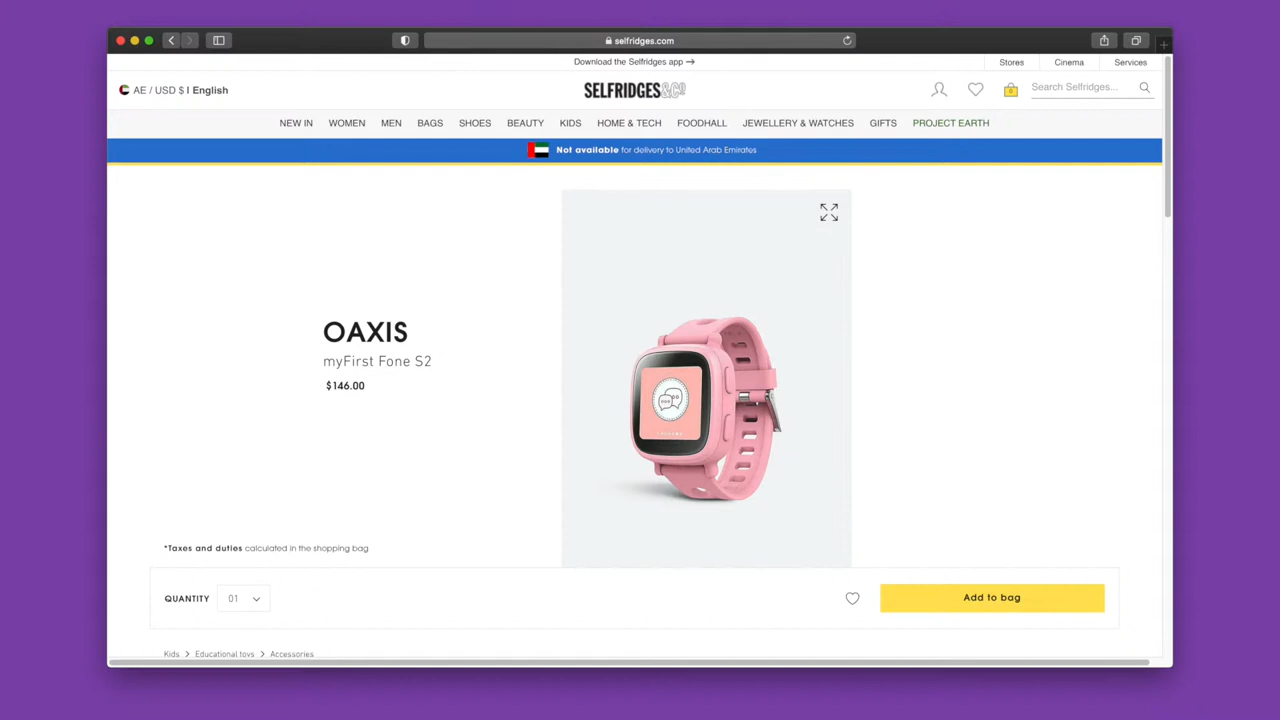 selfridges.com
Download the Selfridges app →
Stores
Cinema
Services
AE / USD $ | English
SELFRIDGES&CO
0
Search Selfridges...
NEW IN
WOMEN
MEN
BAGS
SHOES
BEAUTY
KIDS
HOME & TECH
FOODHALL
JEWELLERY & WATCHES
GIFTS
PROJECT EARTH
Not available for delivery to United Arab Emirates
OAXIS
myFirst Fone S2
$146.00
*Taxes and duties calculated in the shopping bag
QUANTITY
01
Add to bag
Kids > Educational toys > Accessories